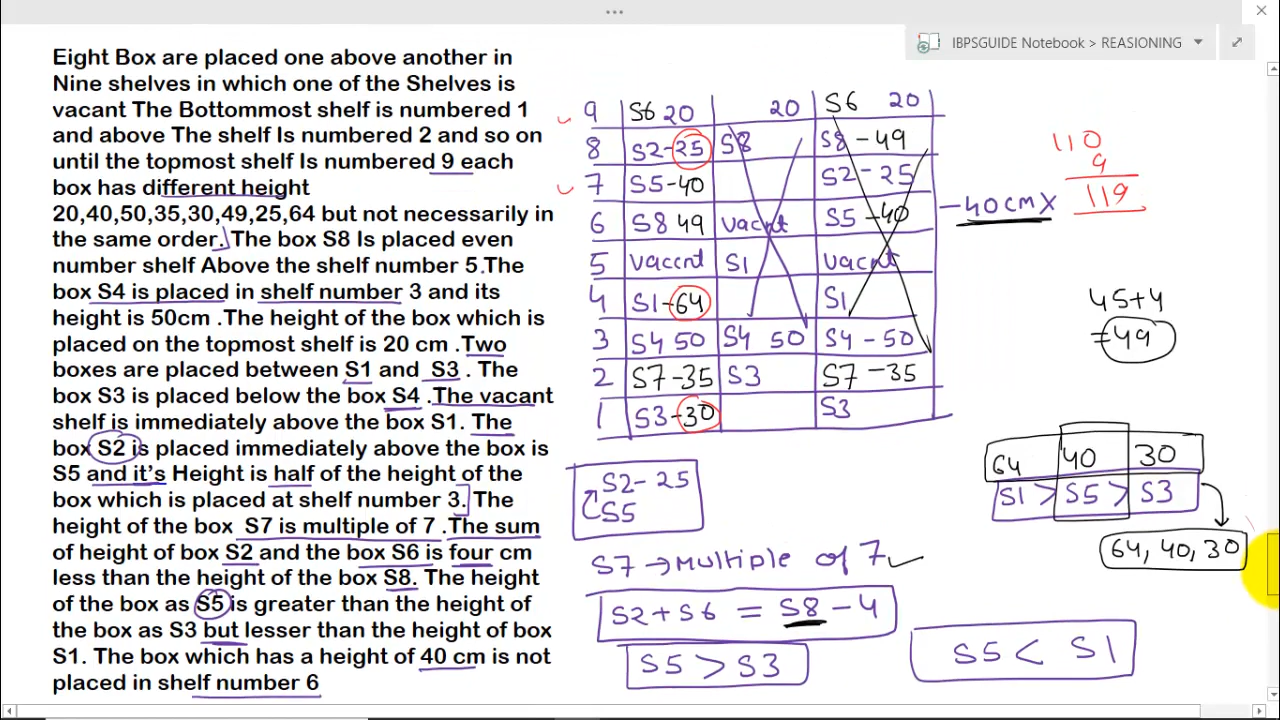 IBPSGUIDE Notebook > REASIONING
Eight Box are placed one above another in
Nine shelves in which one of the Shelves is
vacant The Bottommost shelf is numbered 1
and above The shelf Is numbered 2 and so on
until the topmost shelf Is numbered 9 each
box has different height
20,40,50,35,30,49,25,64 but not necessarily in
the same order. The box S8 Is placed even
number shelf Above the shelf number 5.The
box S4 is placed in shelf number 3 and its
height is 50cm .The height of the box which is
placed on the topmost shelf is 20 cm .Two
boxes are placed between S1 and S3 . The
box S3 is placed below the box S4 .The vacant
shelf is immediately above the box S1. The
box S2 is placed immediately above the box is
S5 and it's Height is half of the height of the
box which is placed at shelf number 3. The
height of the box S7 is multiple of 7 .The sum
of height of box S2 and the box S6 is four cm
less than the height of the box S8. The height
of the box as S5 is greater than the height of
the box as S3 but lesser than the height of box
S1. The box which has a height of 40 cm is not
placed in shelf number 6
9 S6 20 20 S6 20
8 S2-25 S8 S8-49
7 S5-40 S2-25
6 S8 49 vacnt S5-40
5 vaccnt S1 vacnt
4 S1-64 S1
3 S4 50 S4 50 S4-50
2 S7-35 S3 S7-35
1 S3-30 S3
-40cm X
110
9
119
45+4
=49
S2-25
S5
S7→Multiple of 7
S2+S6 = S8-4
S5 > S3
64 40 30
S1 > S5 > S3
64, 40, 30
S5 < S1